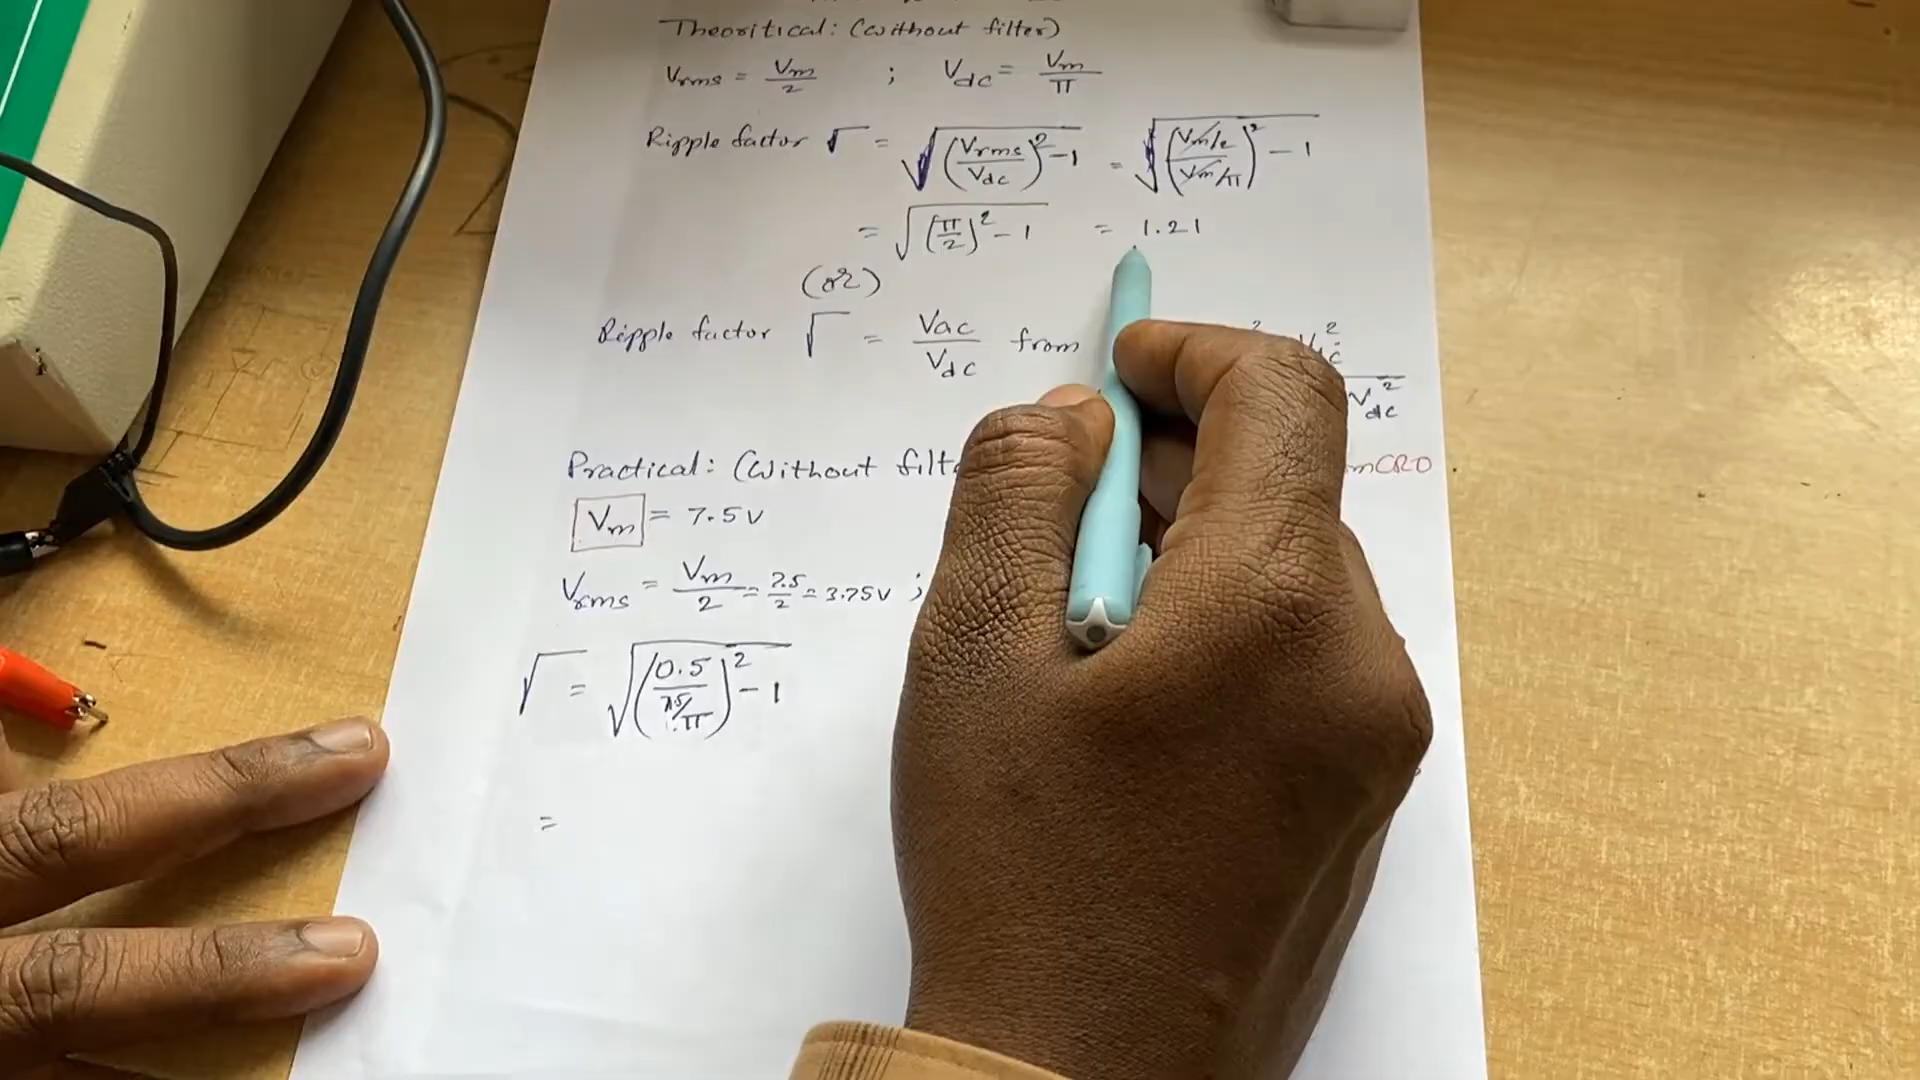 Theoritical: (without filter)
Vrms = Vm/2 ; Vdc = Vm/π
Ripple factor Γ = √((Vrms/Vdc)²-1) = √((Vm/2 / Vm/π)²-1)
= √((π/2)²-1) = 1.21
(or)
Ripple factor Γ = Vac/Vdc from
Vdc²
Practical: (Without
mCRO
Vm = 7.5V
Vrms = Vm/2 = 7.5/2 = 3.75V ;
Γ = √((0.5 / 7.5/π)²-1)
=